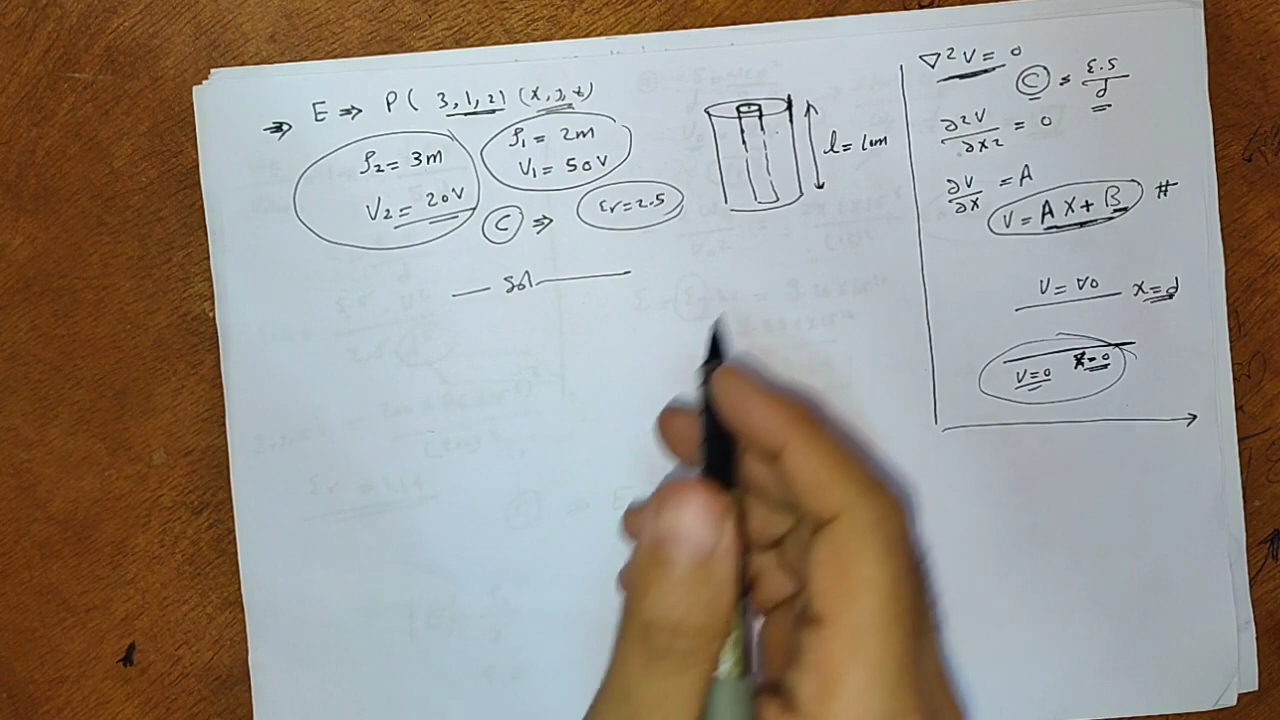 ⇒ E ⇒ P( 3,1,2) (x,y,z)
ρ2 = 3m
V2 = 20V
ρ1 = 2m
V1 = 50V
C ⇒ εr=2.5
l = 1cm
— Sol —
∇2V = 0
C = ε.S/d
∂2V/∂x2 = 0
∂V/∂x = A
V = Ax+B #
V = V0 x=d
V=0 x=0